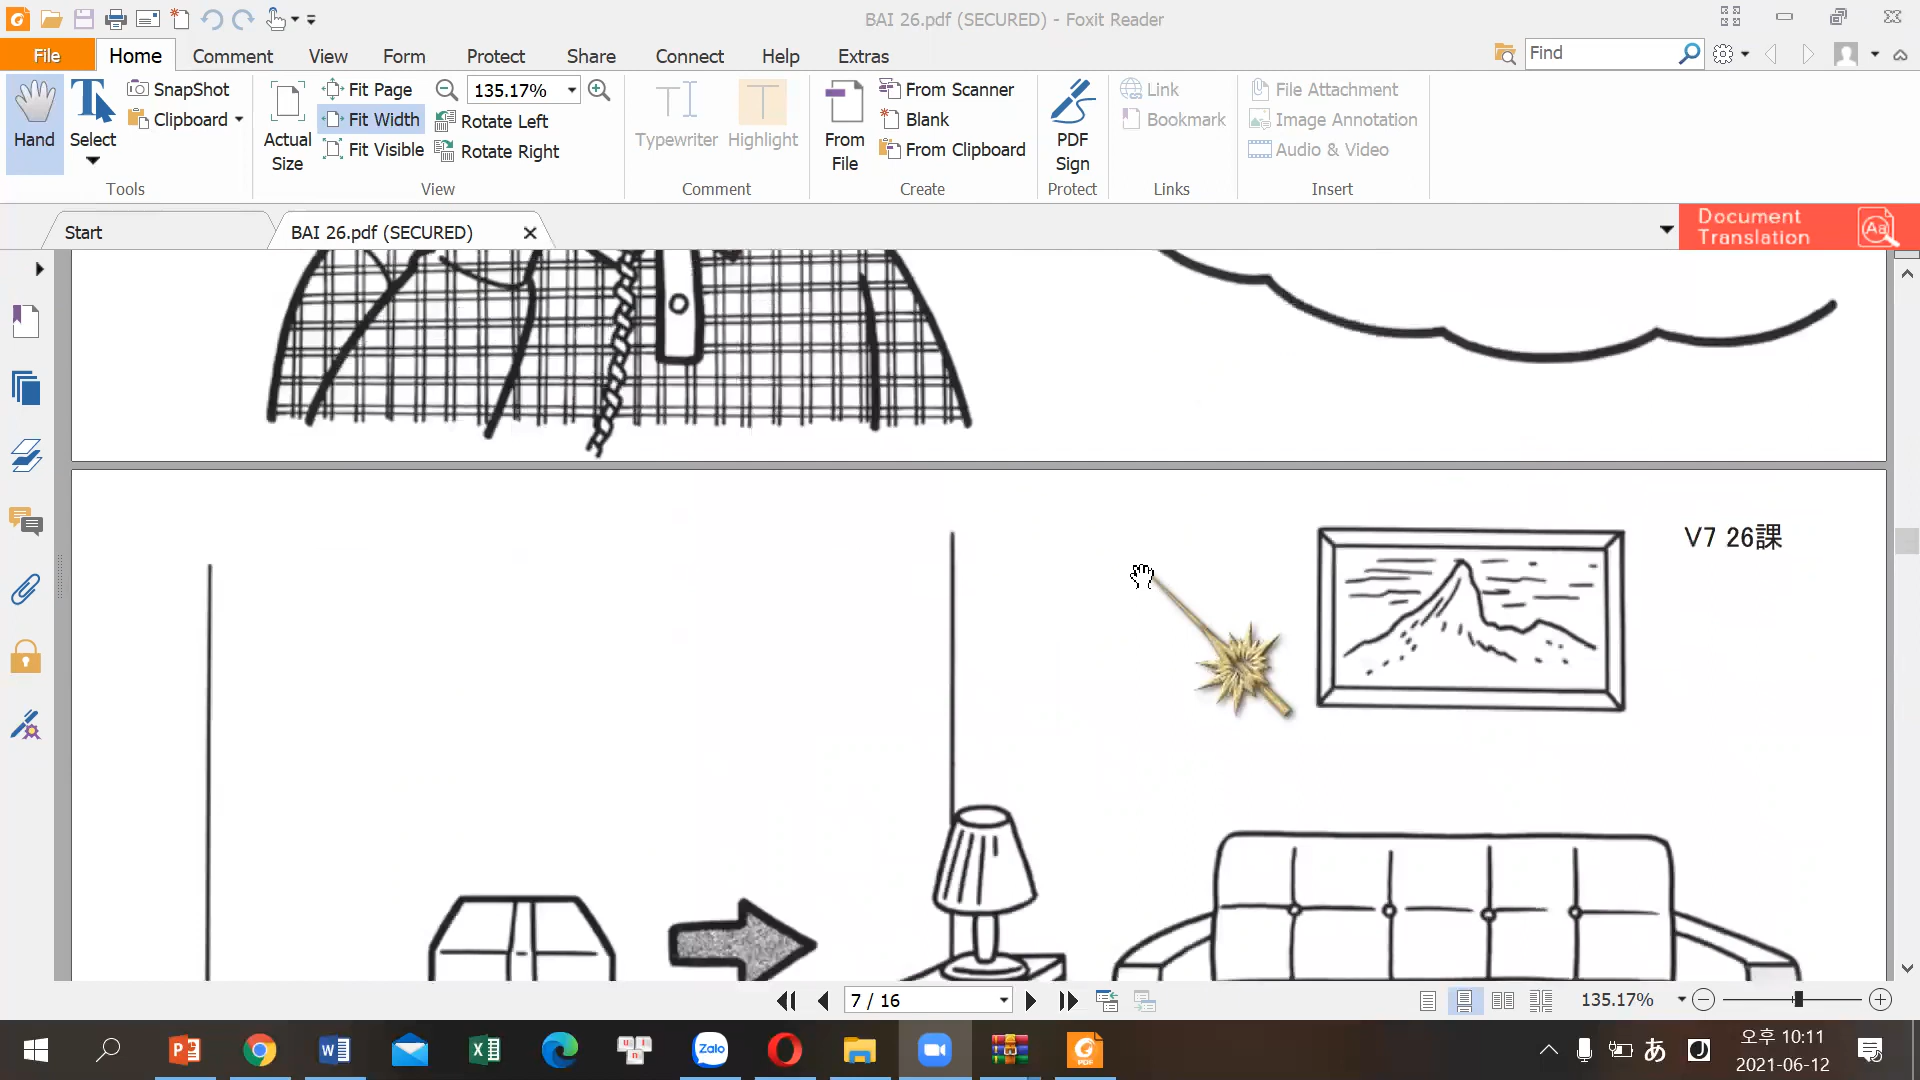 BAI 26.pdf (SECURED) - Foxit Reader
File
Home
Comment
View
Form
Protect
Share
Connect
Help
Extras
Find
Hand
Select
SnapShot
Clipboard
Actual Size
Fit Page
Fit Width
Fit Visible
135.17%
Rotate Left
Rotate Right
Typewriter
Highlight
From File
From Scanner
Blank
From Clipboard
PDF Sign
Link
Bookmark
File Attachment
Image Annotation
Audio & Video
Tools
View
Comment
Create
Protect
Links
Insert
Start
BAI 26.pdf (SECURED)
Document
Translation
V7 26課
7 / 16
135.17%
Zalo
오후 10:11
2021-06-12
あ